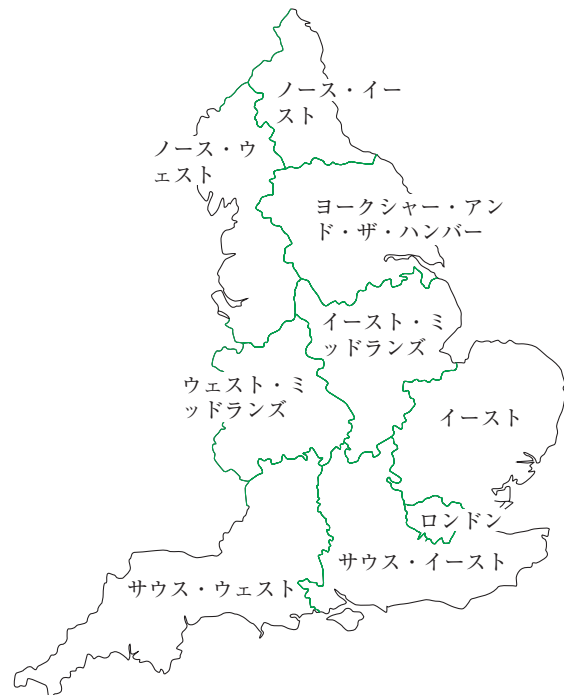 ノース・イー
スト
ノース・ウ
ェスト
ヨークシャー・アン
ド・ザ・ハンバー
イースト・ミ
ッドランズ
ウェスト・ミ
ッドランズ
イースト
ロンドン
サウス・イースト
サウス・ウェスト